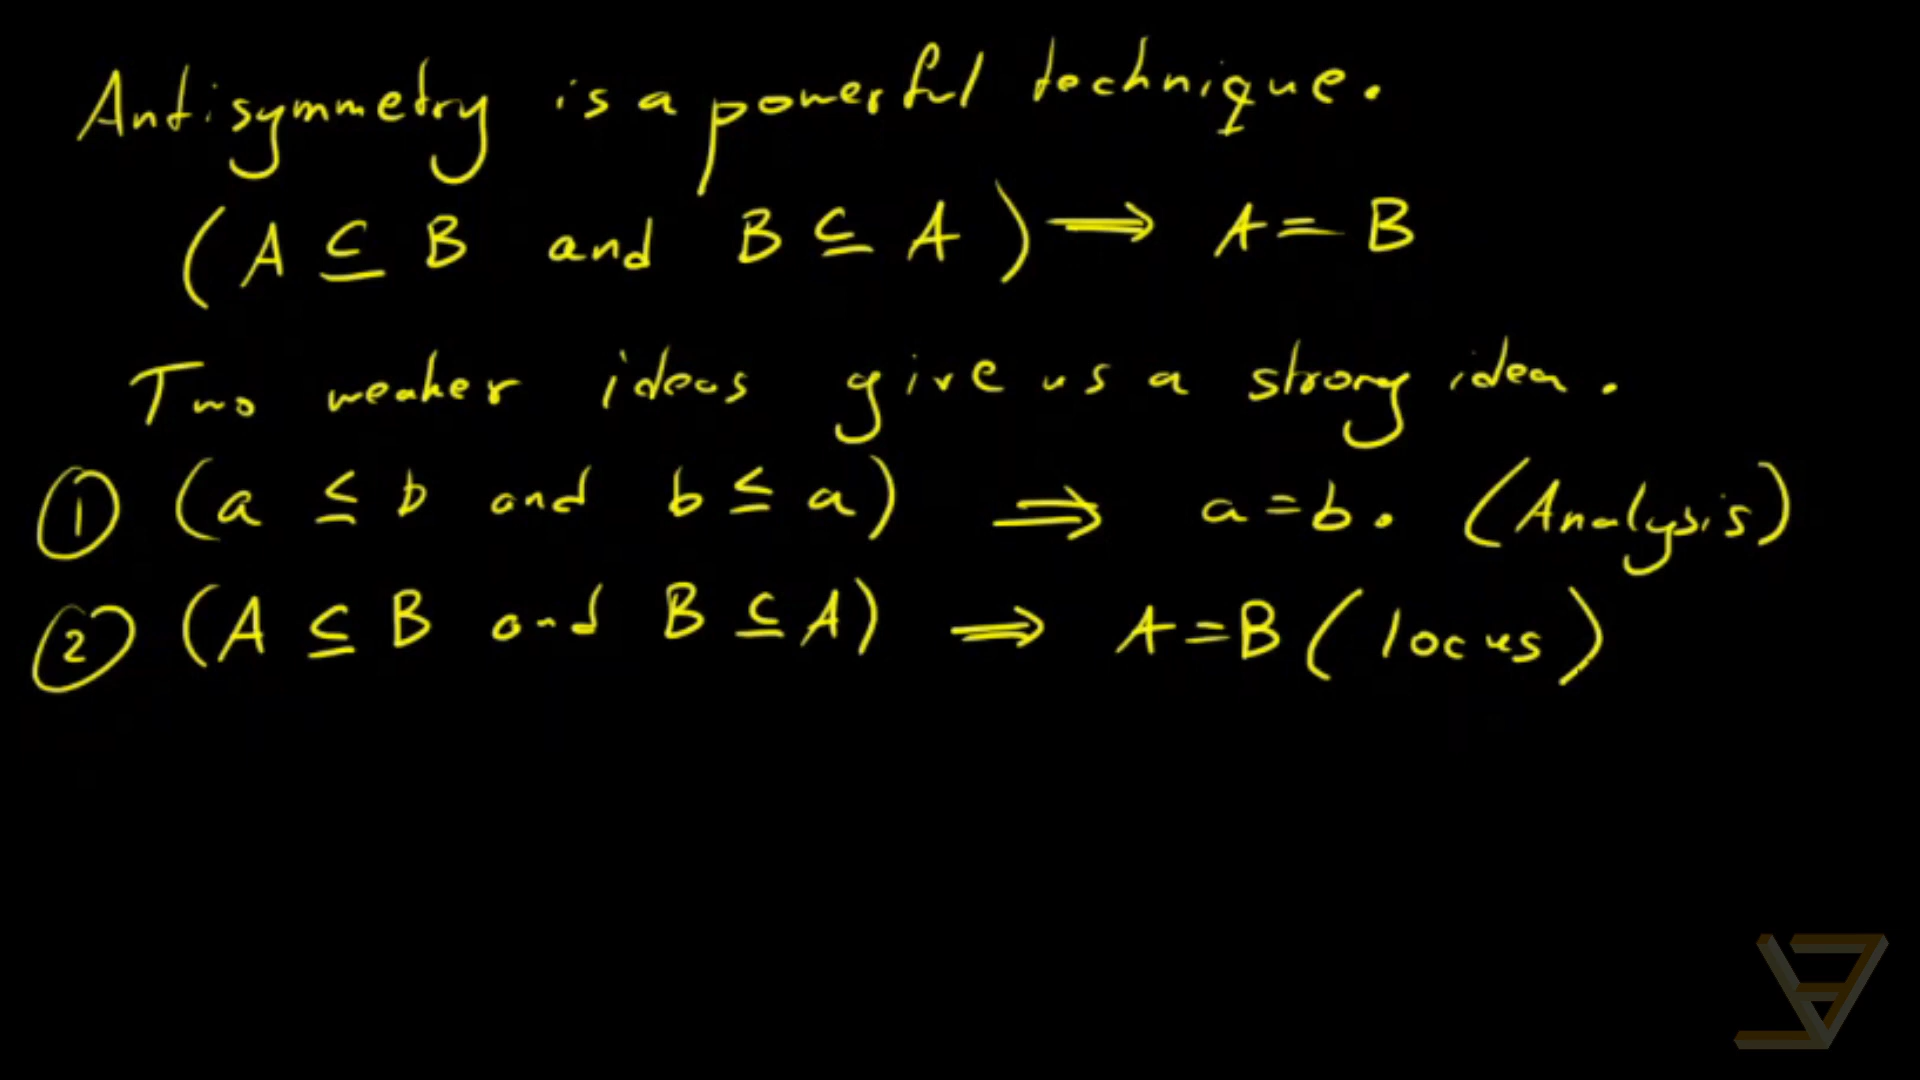 Antisymmetry is a powerful technique.
(A ⊆ B and B ⊆ A) ⟹ A = B
Two weaker ideas give us a strong idea.
① (a ≤ b and b ≤ a) ⟹ a = b. (Analysis)
② (A ⊆ B and B ⊆ A) ⟹ A = B (locus)